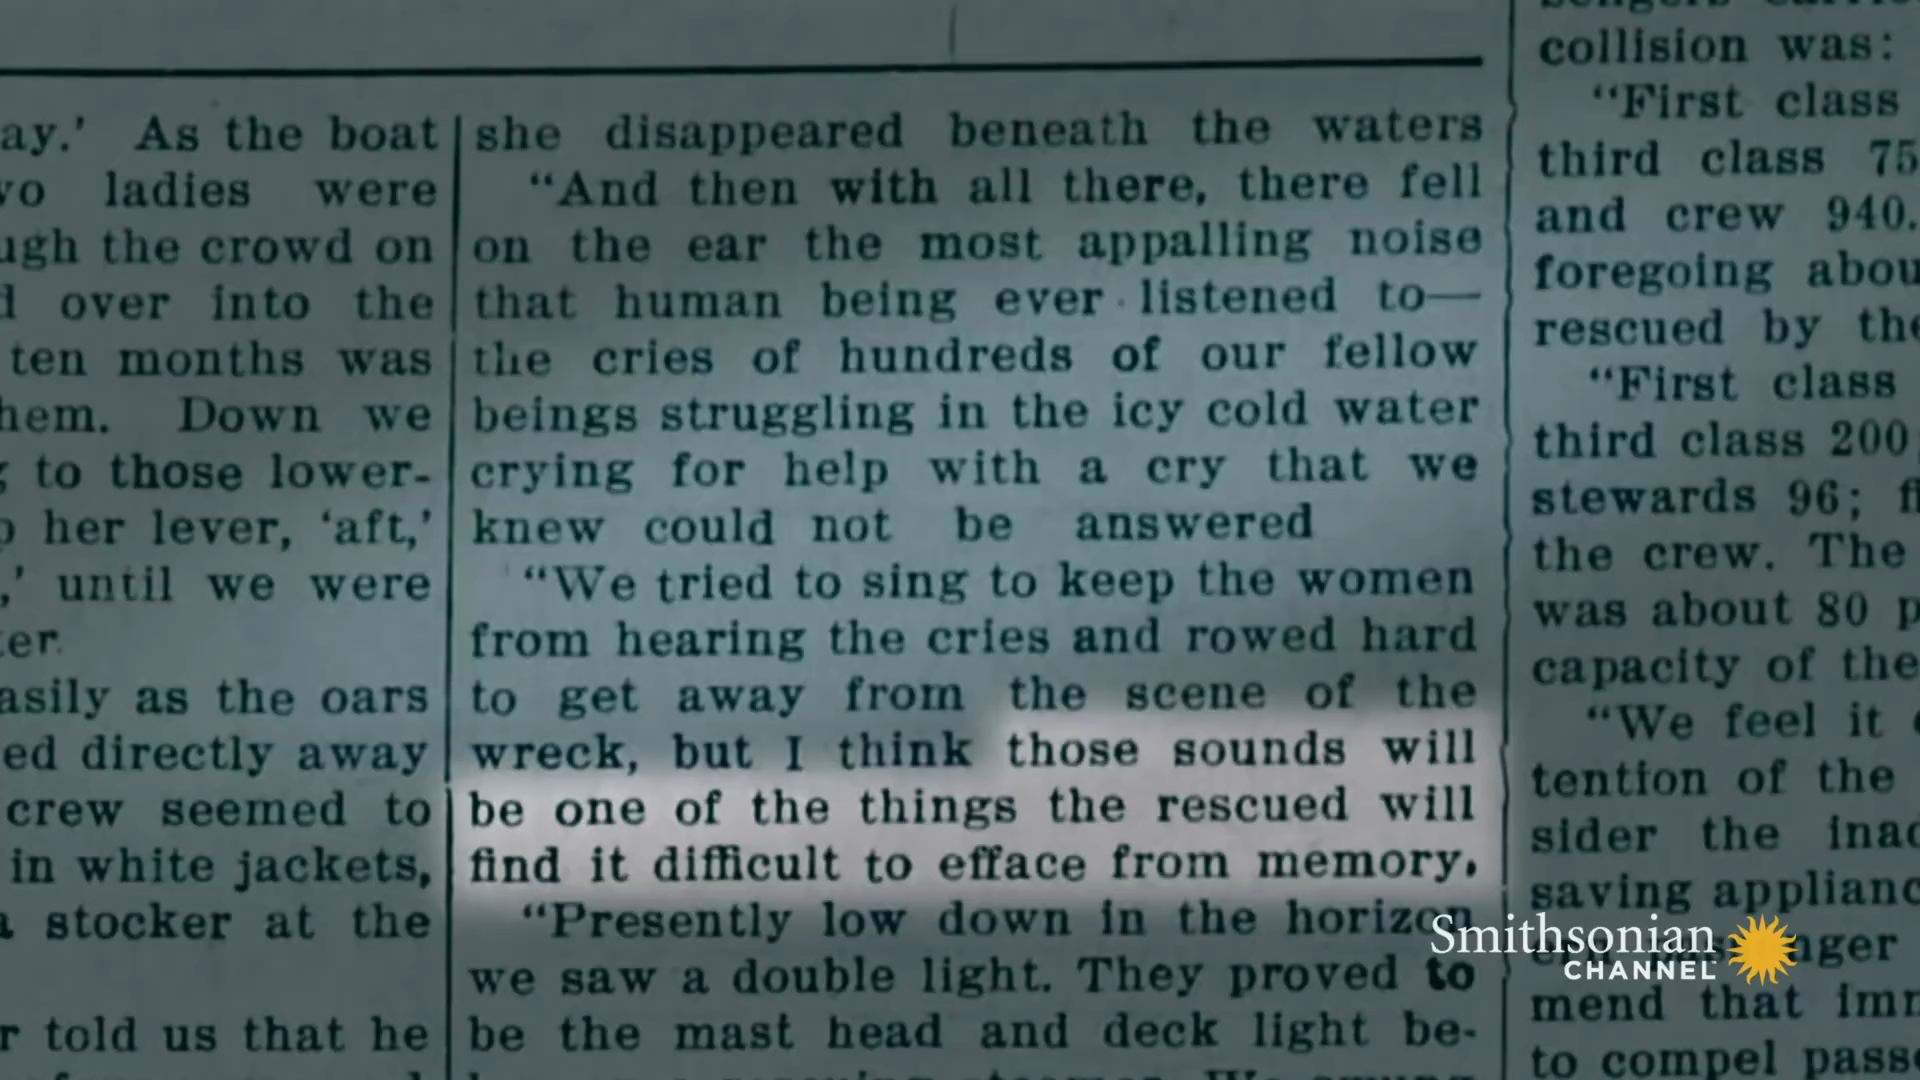 ay.' As the boat
ladies were
the crowd on
over into the
ten months was
Down we
to those lower-
her lever, 'aft,'
until we were
asily as the oars
directly away
crew seemed to
in white jackets,
stocker at the
told us that he
she disappeared beneath the waters
"And then with all there, there fell
on the ear the most appalling noise
that human being ever listened to—
the cries of hundreds of our fellow
beings struggling in the icy cold water
crying for help with a cry that we
knew could not be answered
"We tried to sing to keep the women
from hearing the cries and rowed hard
to get away from the scene of the
wreck, but I think those sounds will
be one of the things the rescued will
find it difficult to efface from memory.
"Presently low down in the horizon
we saw a double light. They proved to
be the mast head and deck light be-
collision was:
"First class
third class 75
and crew 940.
foregoing abou
rescued by the
"First class
third class 200
stewards 96;
the crew. The
was about 80 p
capacity of the
"We feel it
tention of the
sider the inad
saving applianc
nger
mend that imm
to compel passe
Smithsonian
CHANNEL